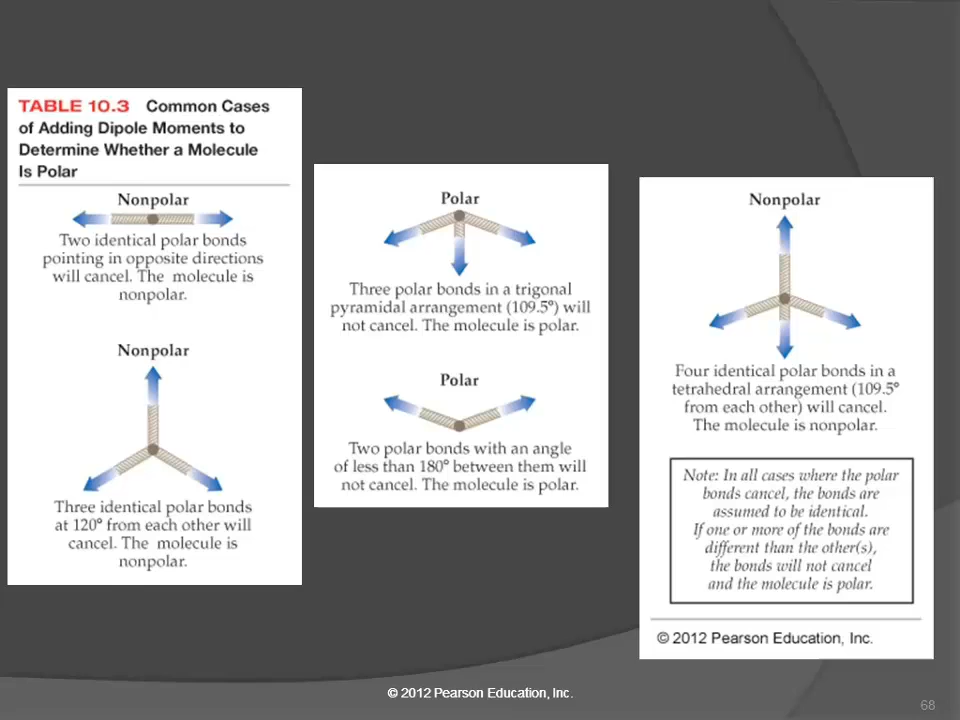 TABLE 10.3 Common Cases
of Adding Dipole Moments to
Determine Whether a Molecule
Is Polar
Nonpolar
Two identical polar bonds
pointing in opposite directions
will cancel. The molecule is
nonpolar.
Nonpolar
Three identical polar bonds
at 120° from each other will
cancel. The molecule is
nonpolar.
Polar
Three polar bonds in a trigonal
pyramidal arrangement (109.5°) will
not cancel. The molecule is polar.
Polar
Two polar bonds with an angle
of less than 180° between them will
not cancel. The molecule is polar.
Nonpolar
Four identical polar bonds in a
tetrahedral arrangement (109.5°
from each other) will cancel.
The molecule is nonpolar.
Note: In all cases where the polar
bonds cancel, the bonds are
assumed to be identical.
If one or more of the bonds are
different than the other(s),
the bonds will not cancel
and the molecule is polar.
© 2012 Pearson Education, Inc.
© 2012 Pearson Education, Inc.
68